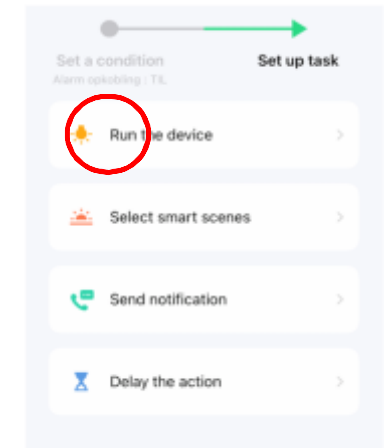 Set a condition
Set up task
Alarm opkobling : TIL
Run the device
Select smart scenes
Send notification
Delay the action